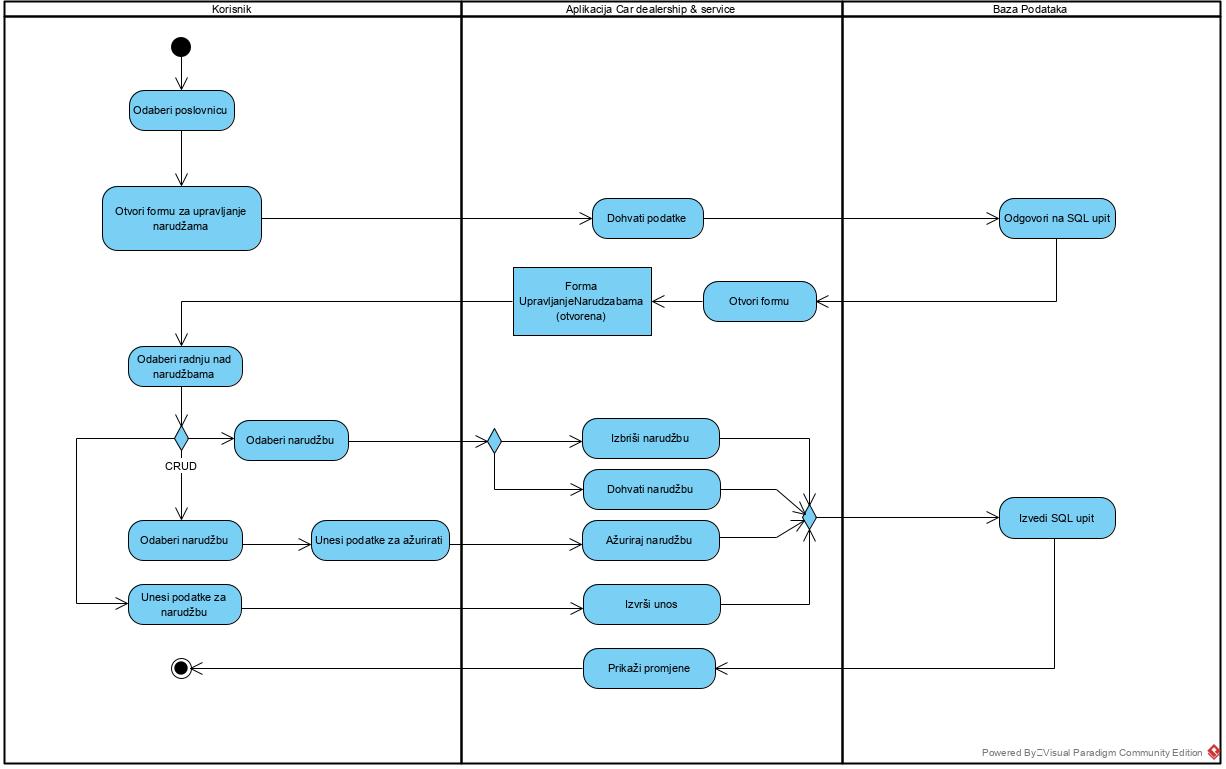 Korisnik
Aplikacija Car dealership & service
Baza Podataka
Odaberi poslovnicu
Otvori formu za upravljanje
narudžama
Dohvati podatke
Odgovori na SQL upit
Forma
UpravljanjeNarudzabama
(otvorena)
Otvori formu
Odaberi radnju nad
narudžbama
Odaberi narudžbu
Izbriši narudžbu
CRUD
Dohvati narudžbu
Izvedi SQL upit
Odaberi narudžbu
Unesi podatke za ažurirati
Ažuriraj narudžbu
Unesi podatke za
narudžbu
Izvrši unos
Prikaži promjene
Powered By Visual Paradigm Community Edition